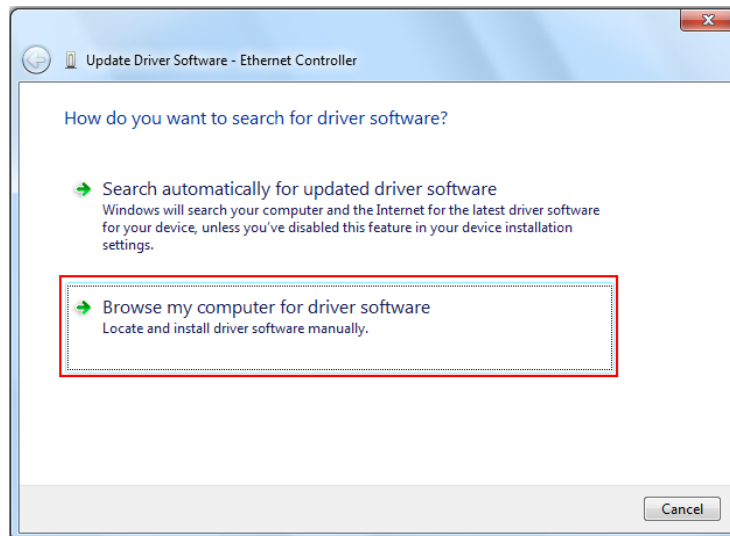 Update Driver Software - Ethernet Controller
How do you want to search for driver software?
Search automatically for updated driver software
Windows will search your computer and the Internet for the latest driver software
for your device, unless you've disabled this feature in your device installation
settings.
Browse my computer for driver software
Locate and install driver software manually.
Cancel